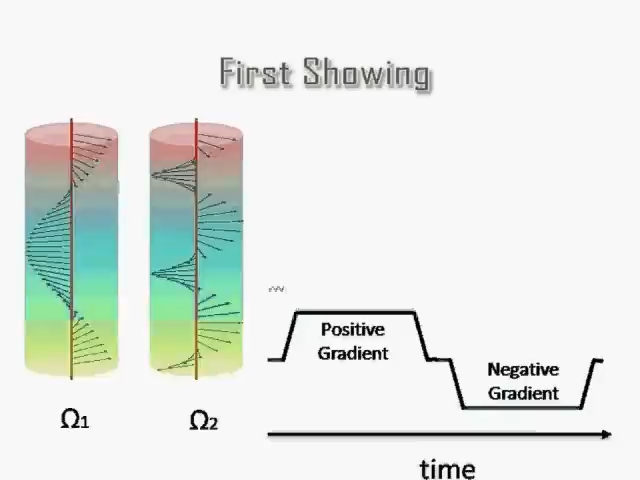 First Showing
Positive
Gradient
Negative
Gradient
Ω1
Ω2
time